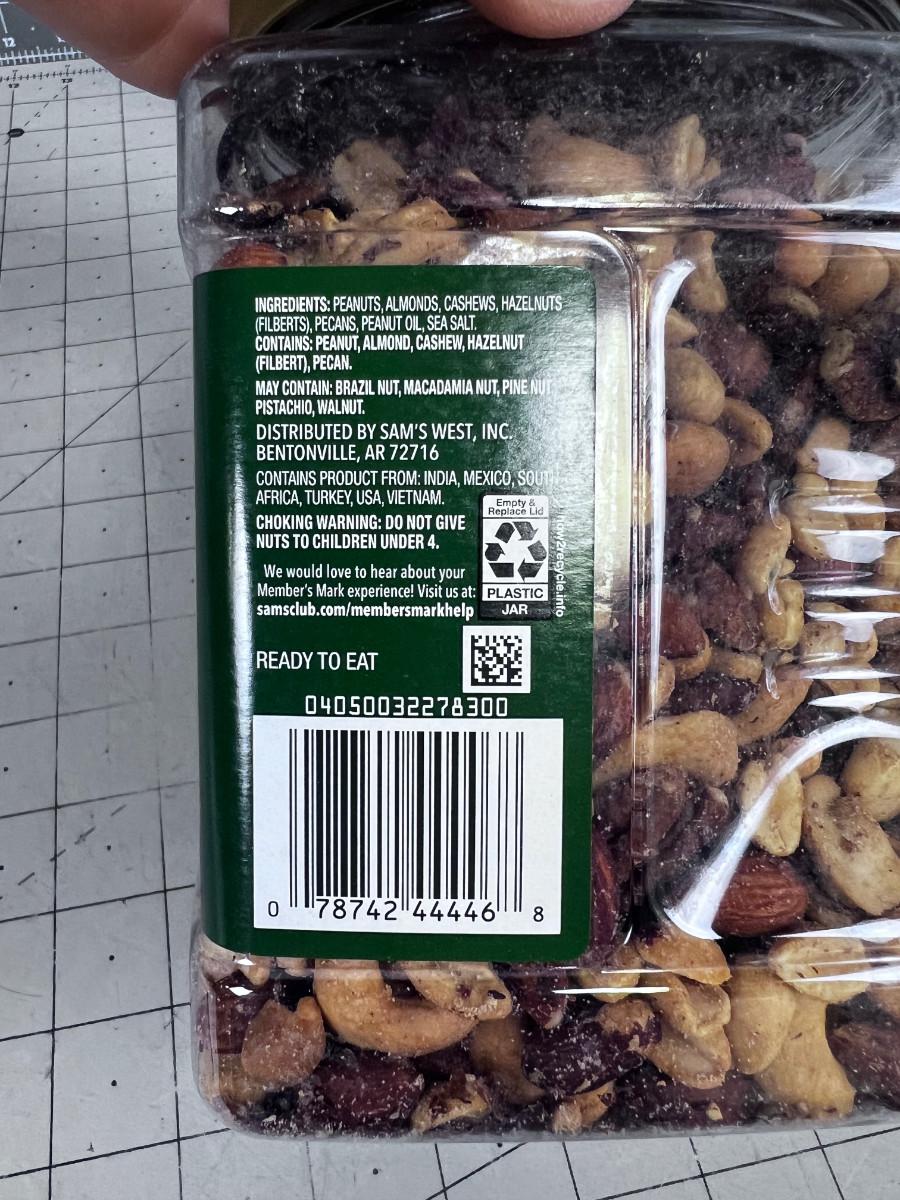 12
INGREDIENTS: PEANUTS, ALMONDS, CASHEWS, HAZELNUTS
(FILBERTS), PECANS, PEANUT OIL, SEA SALT.
CONTAINS: PEANUT, ALMOND, CASHEW, HAZELNUT
(FILBERT), PECAN.
MAY CONTAIN: BRAZIL NUT, MACADAMIA NUT, PINE NUT
PISTACHIO, WALNUT.
DISTRIBUTED BY SAM'S WEST, INC.
BENTONVILLE, AR 72716
CONTAINS PRODUCT FROM: INDIA, MEXICO, SOUTH
AFRICA, TURKEY, USA, VIETNAM.
CHOKING WARNING: DO NOT GIVE
NUTS TO CHILDREN UNDER 4.
Empty &
Replace Lid
PLASTIC
JAR
how2recycle.info
We would love to hear about your
Member's Mark experience! Visit us at:
samsclub.com/membersmarkhelp
READY TO EAT
04050032278300
0 78742 44446 8